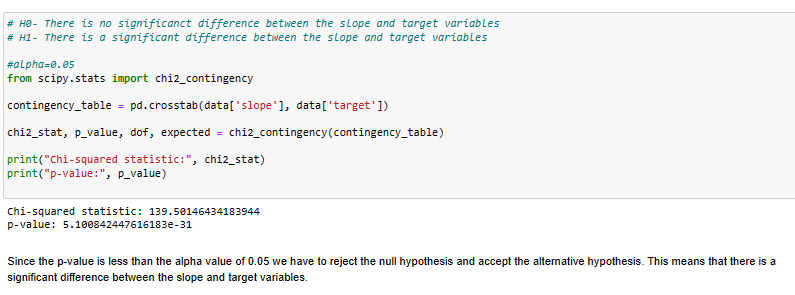 # H0- There is no significanct difference between the slope and target variables
# H1- There is a significant difference between the slope and target variables
#alpha=0.05
from scipy.stats import chi2_contingency
contingency_table = pd.crosstab(data['slope'], data['target'])
chi2_stat, p_value, dof, expected = chi2_contingency(contingency_table)
print("Chi-squared statistic:", chi2_stat)
print("p-value:", p_value)
Chi-squared statistic: 139.50146434183944
p-value: 5.100842447616183e-31
Since the p-value is less than the alpha value of 0.05 we have to reject the null hypothesis and accept the alternative hypothesis. This means that there is a
significant difference between the slope and target variables.